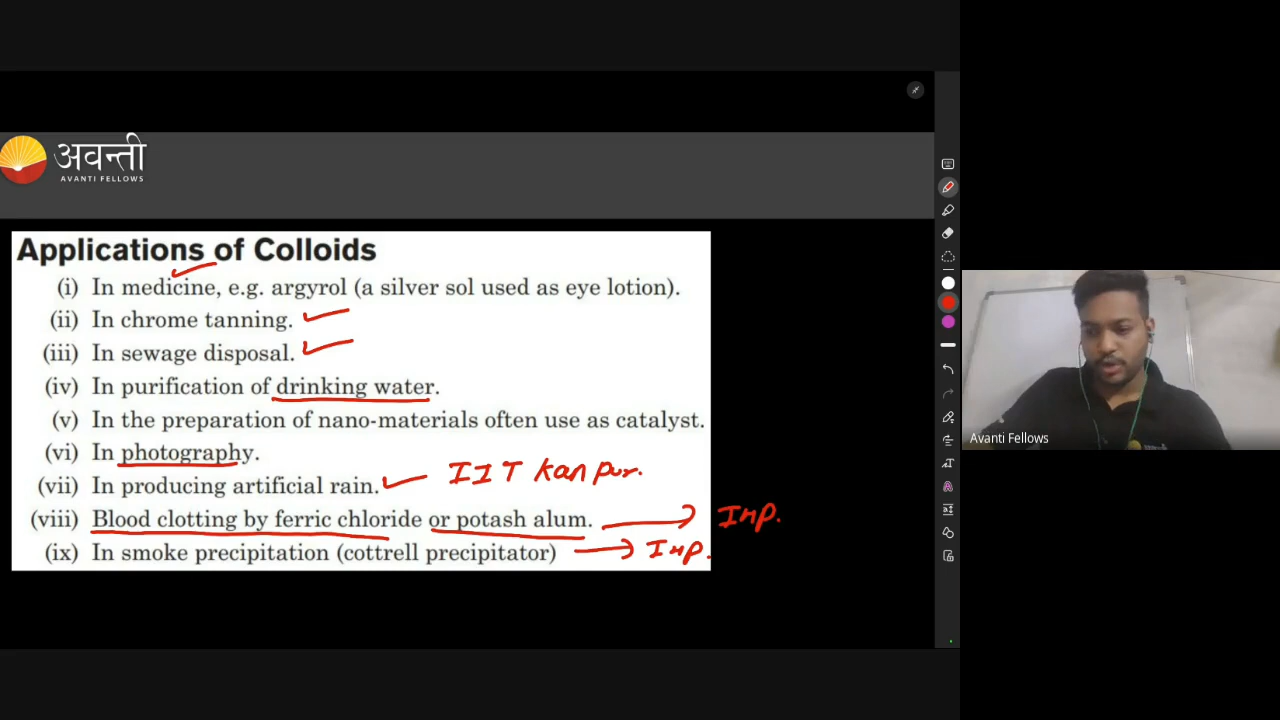 अवन्ती
AVANTI FELLOWS
Applications of Colloids
(i) In medicine, e.g. argyrol (a silver sol used as eye lotion).
(ii) In chrome tanning.
(iii) In sewage disposal.
(iv) In purification of drinking water.
(v) In the preparation of nano-materials often use as catalyst.
(vi) In photography.
(vii) In producing artificial rain. IIT Kanpur.
(viii) Blood clotting by ferric chloride or potash alum. Imp.
(ix) In smoke precipitation (cottrell precipitator) Imp.
Avanti Fellows